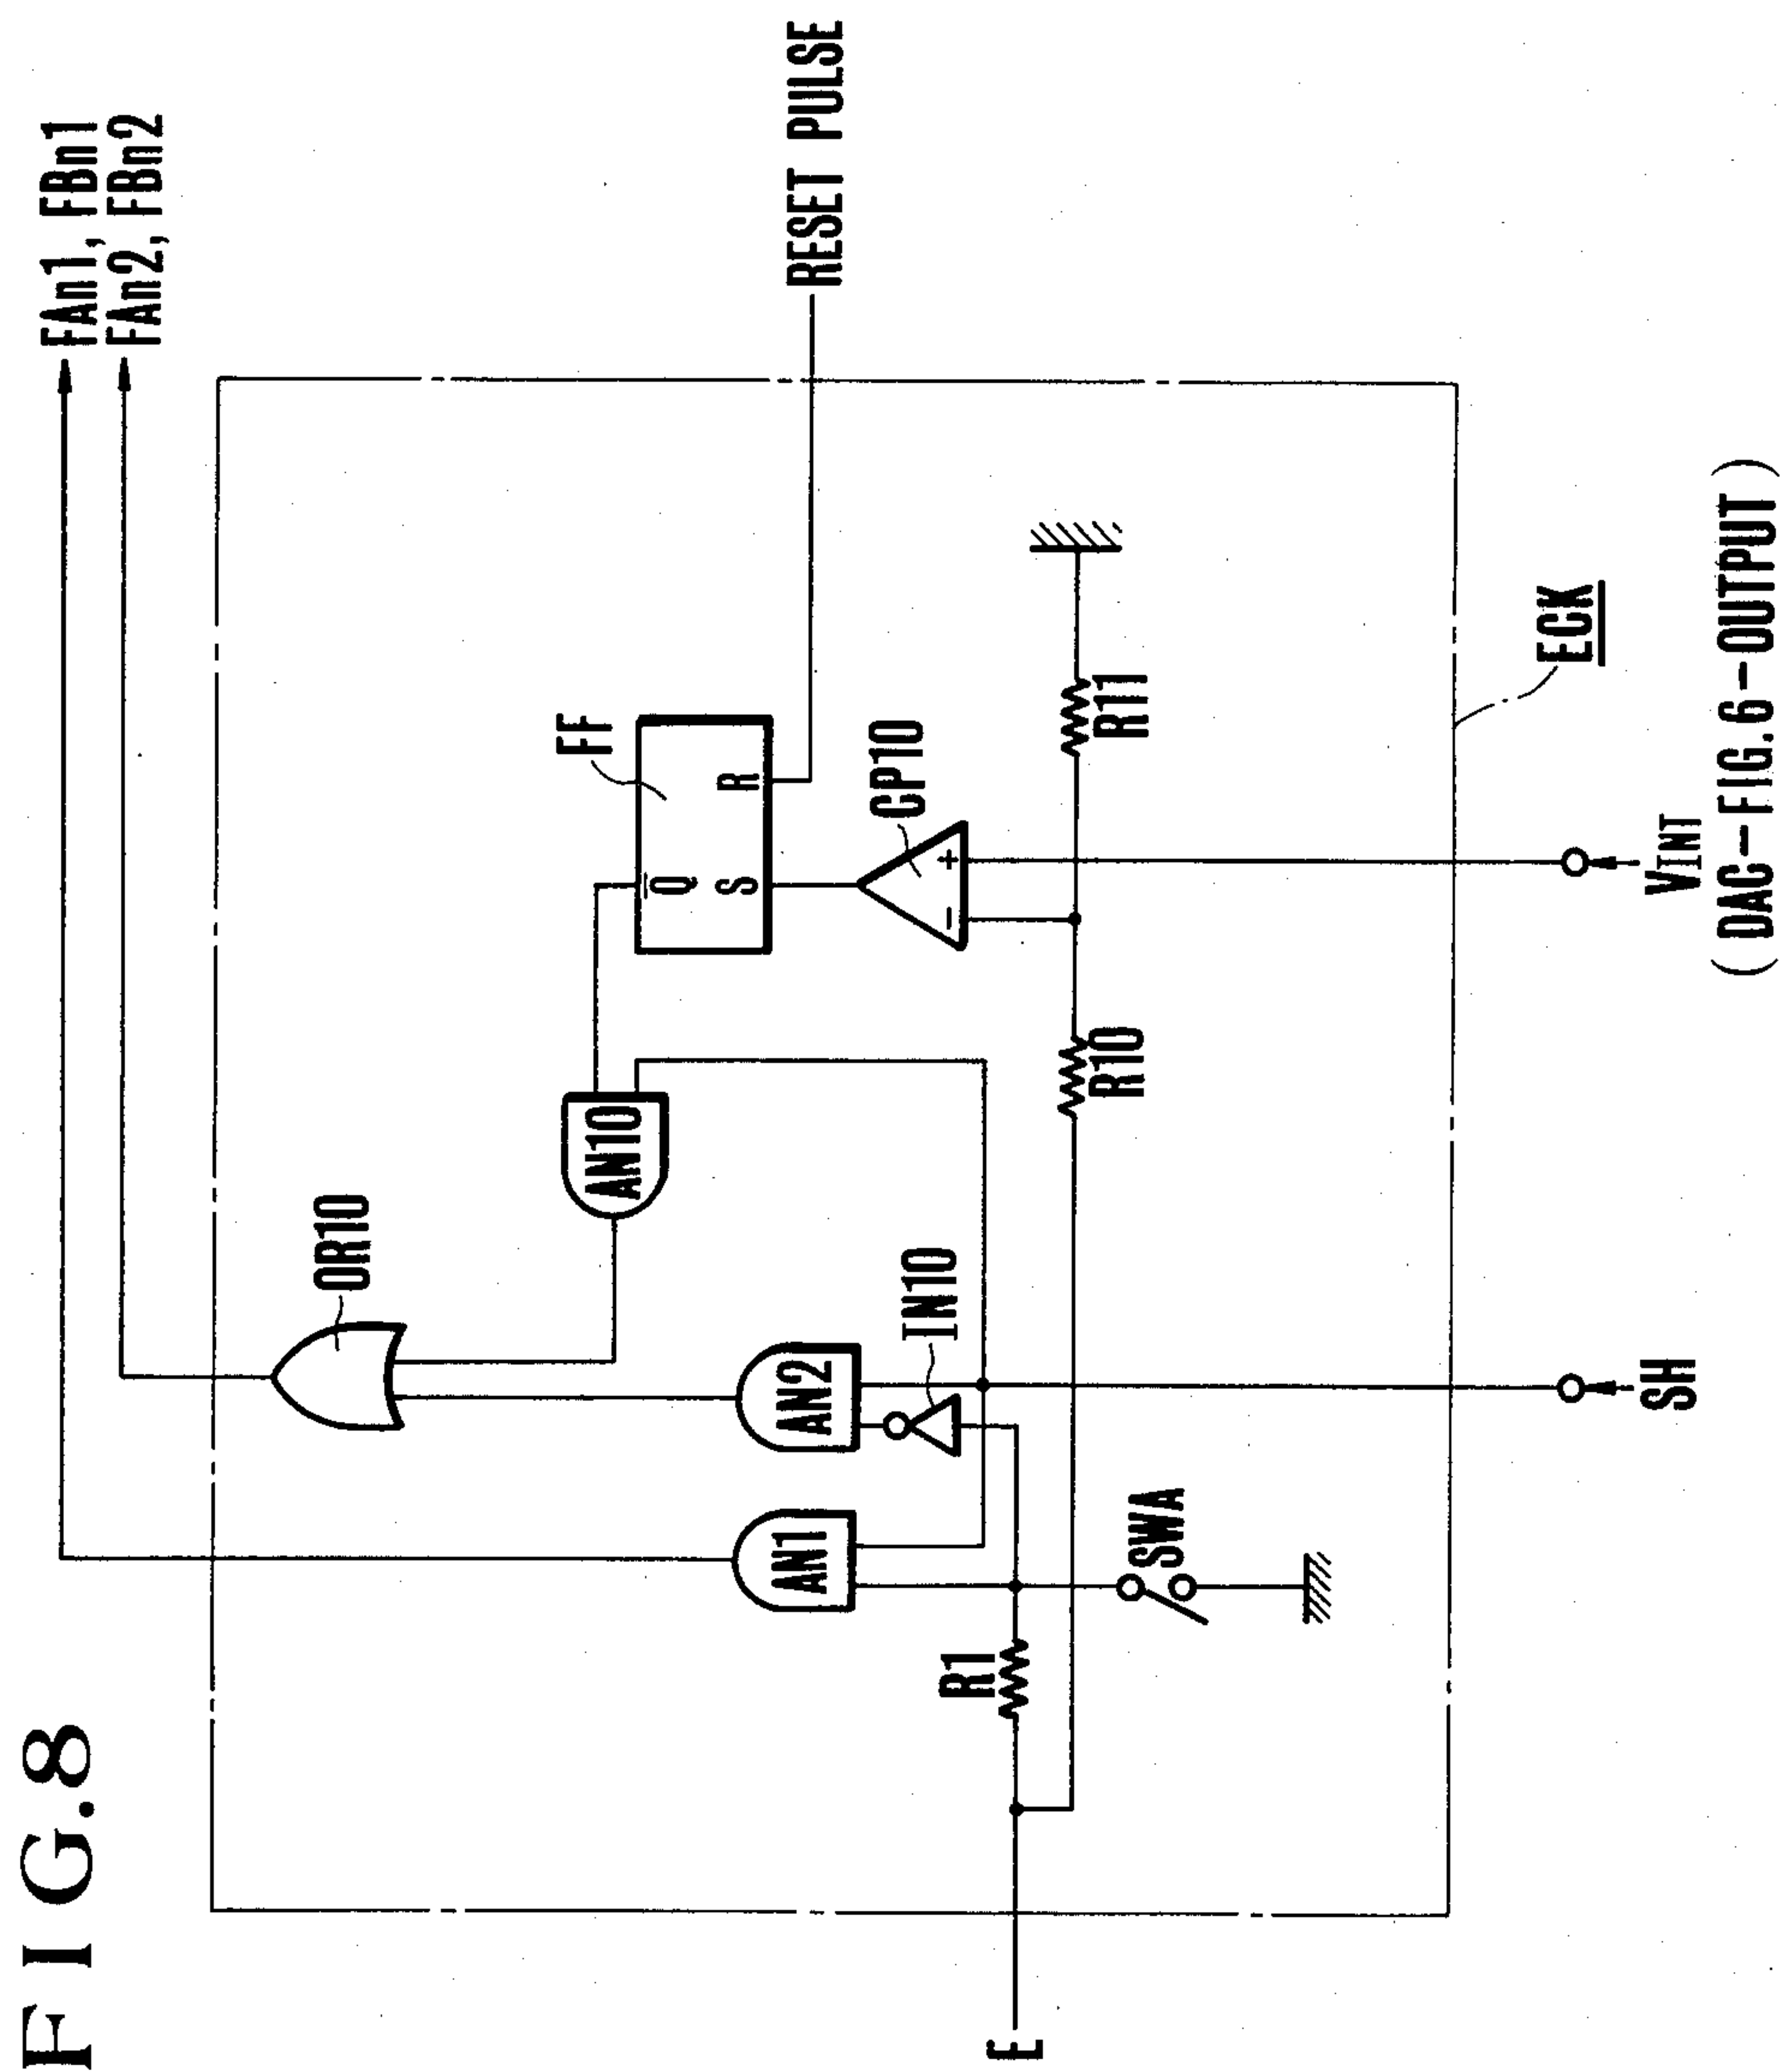 FIG.8
FAn1, FBn1
FAn2, FBn2
OR10
AN10
FF
Q̅
S
R
RESET PULSE
AN1
AN2
IN10
CP10
-
+
R1
SWA
R10
R11
E
ECK
SH
VINT
(DAC-FIG.6-OUTPUT)